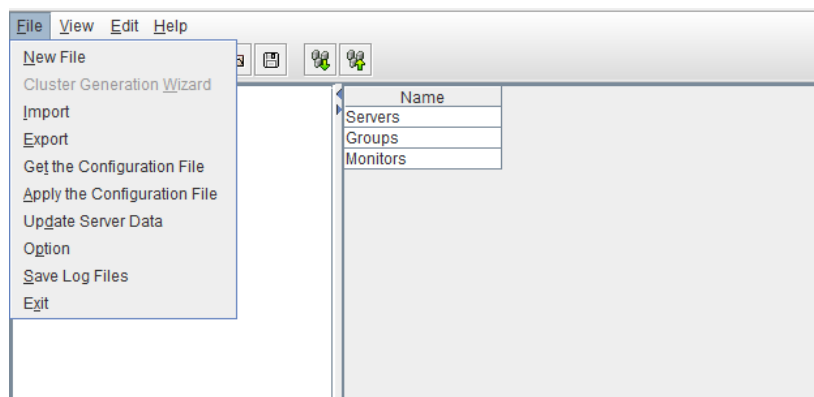 File View Edit Help
New File
Cluster Generation Wizard
Import
Export
Get the Configuration File
Apply the Configuration File
Update Server Data
Option
Save Log Files
Exit
Name
Servers
Groups
Monitors